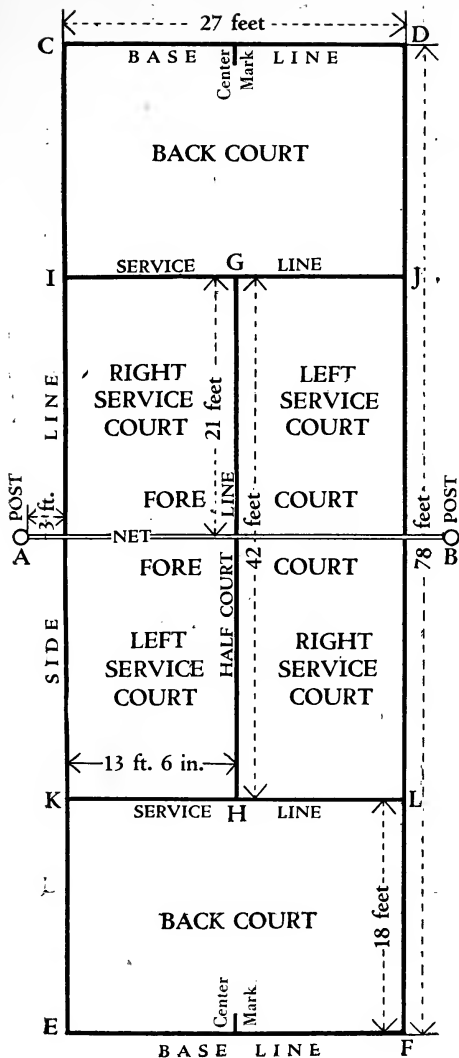 27 feet
C
D
BASE LINE
Center
Mark
BACK COURT
SERVICE LINE
I
G
J
RIGHT
SERVICE
COURT
LEFT
SERVICE
COURT
21 feet
LINE
FORE COURT
LINE
POST
3 ft.
A
NET
POST
B
42 feet
78 feet
FORE COURT
HALF COURT
SIDE
LEFT
SERVICE
COURT
RIGHT
SERVICE
COURT
13 ft. 6 in.
K
H
L
SERVICE LINE
BACK COURT
18 feet
Center
Mark
E
F
BASE LINE